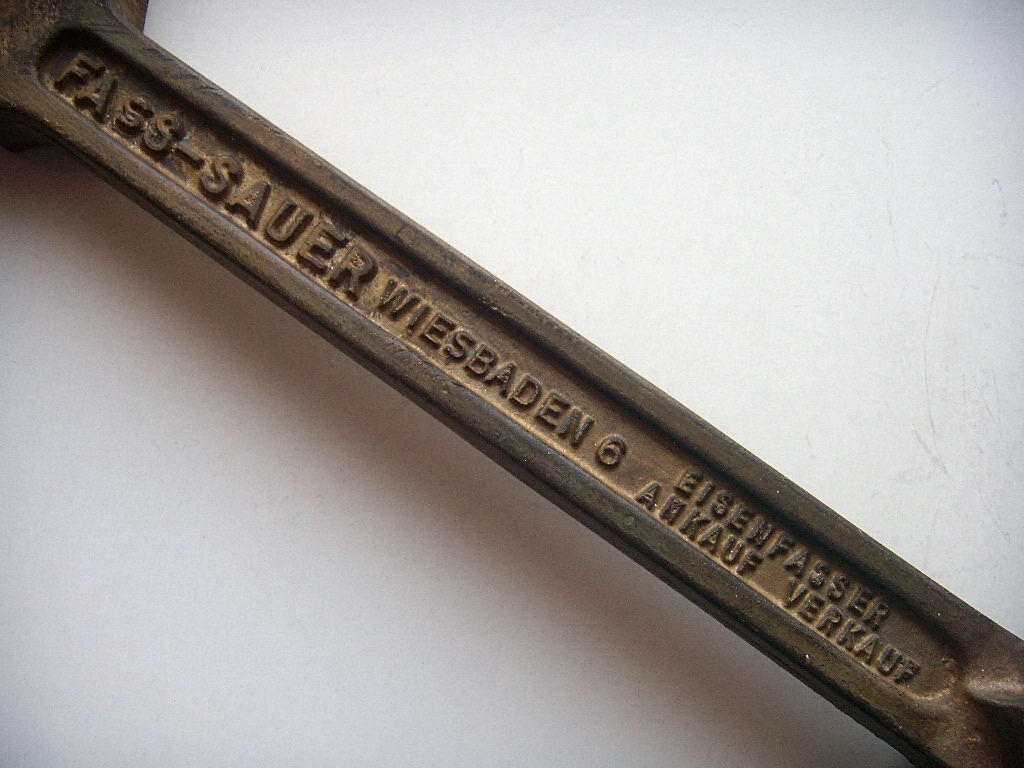 FASS-SAUER WIESBADEN 6
EISENFASSER
ANKAUF VERKAUF